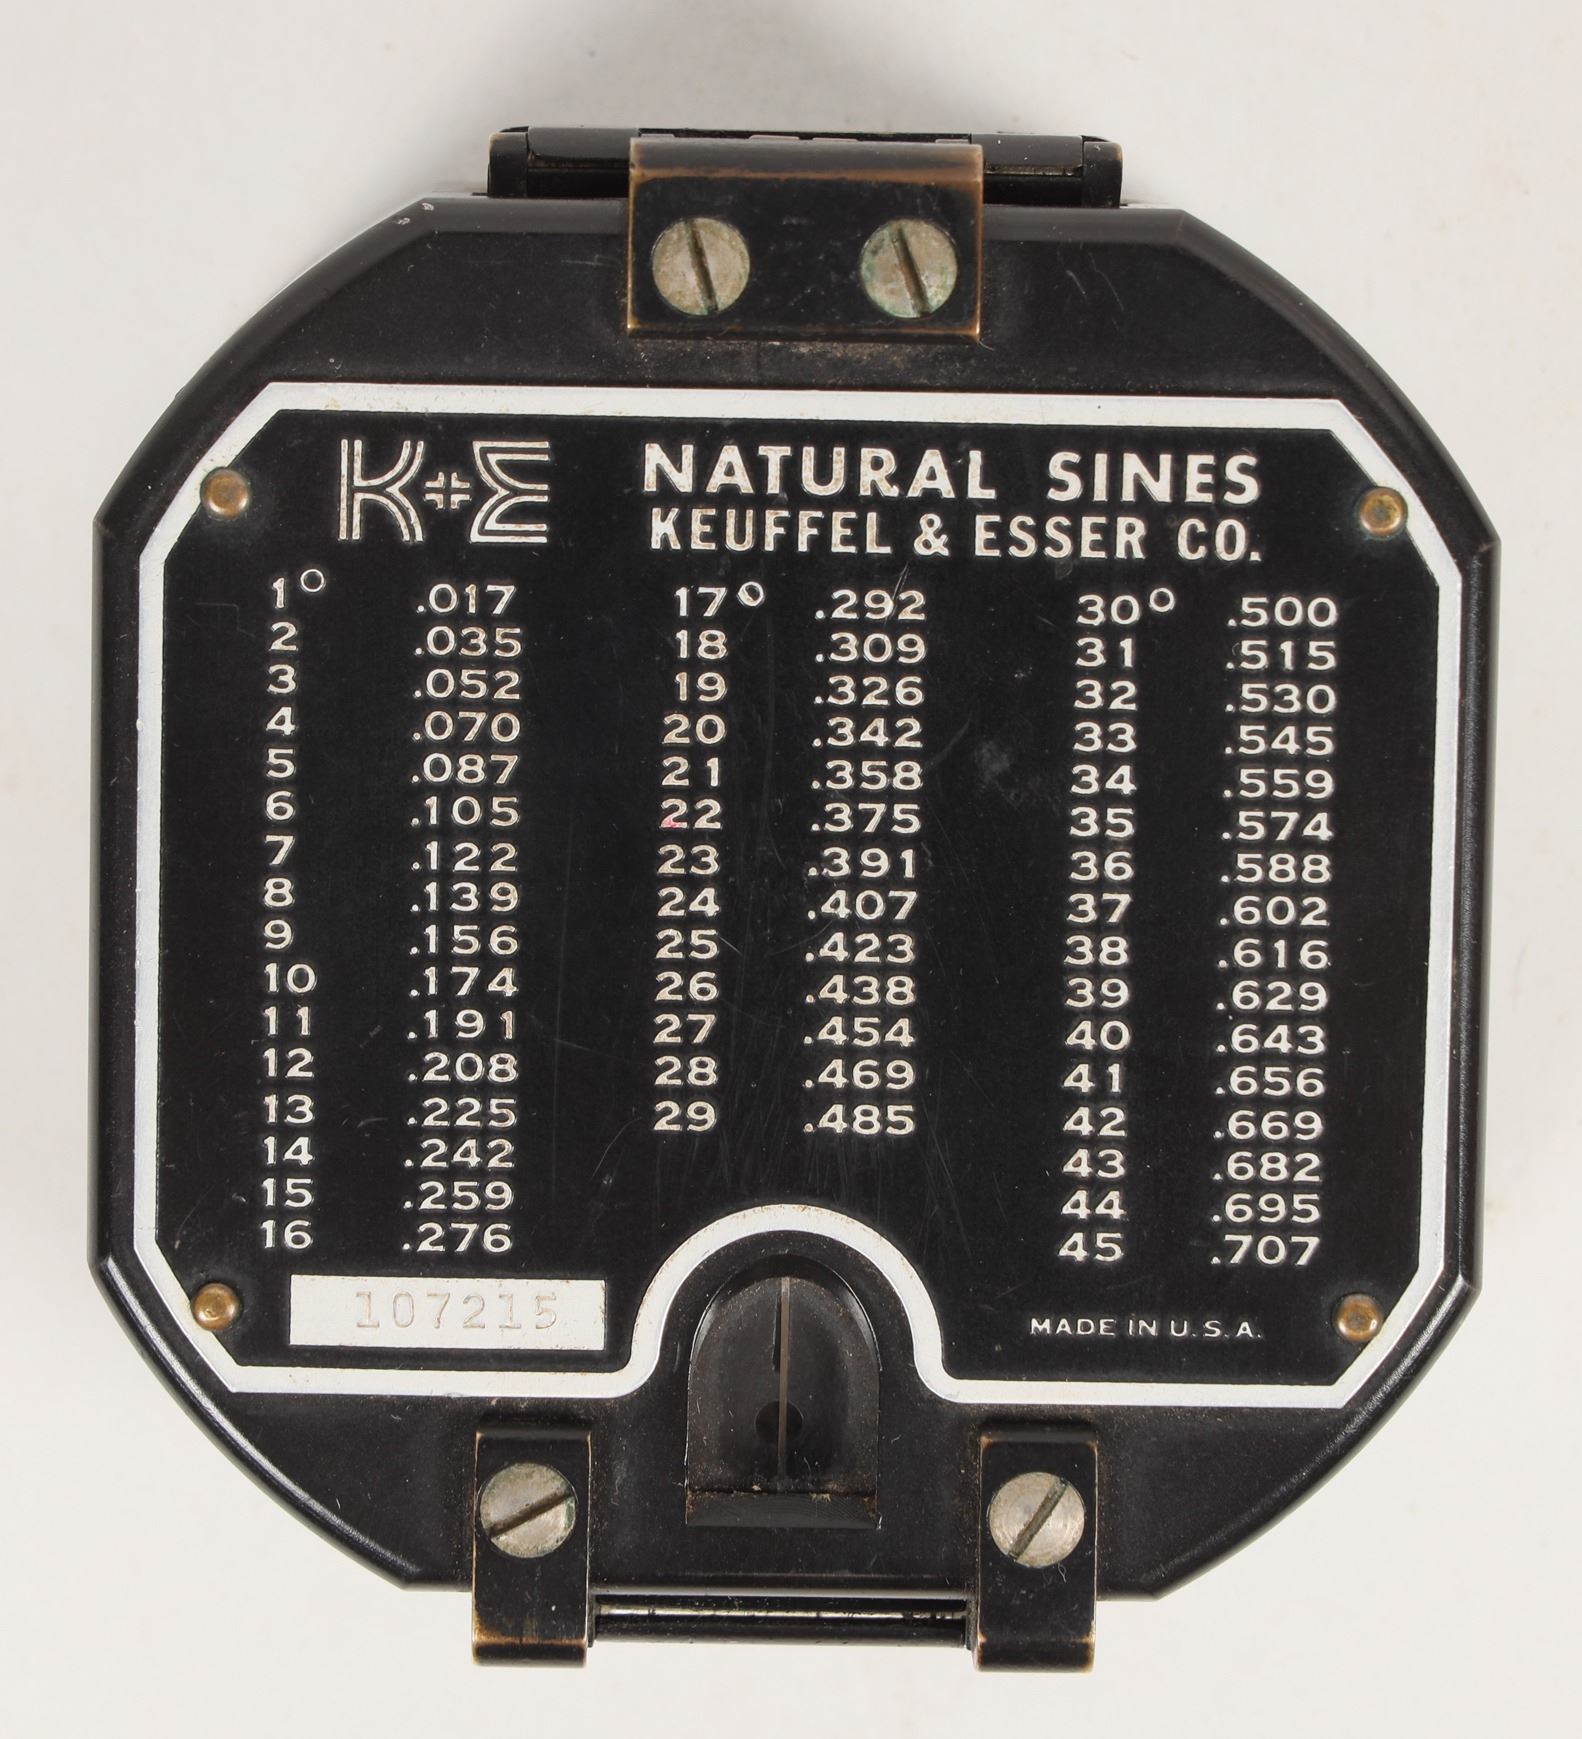 K+E NATURAL SINES
KEUFFEL & ESSER CO.
1° .017 17° .292 30° .500
2 .035 18 .309 31 .515
3 .052 19 .326 32 .530
4 .070 20 .342 33 .545
5 .087 21 .358 34 .559
6 .105 22 .375 35 .574
7 .122 23 .391 36 .588
8 .139 24 .407 37 .602
9 .156 25 .423 38 .616
10 .174 26 .438 39 .629
11 .191 27 .454 40 .643
12 .208 28 .469 41 .656
13 .225 29 .485 42 .669
14 .242 43 .682
15 .259 44 .695
16 .276 45 .707
107215
MADE IN U.S.A.